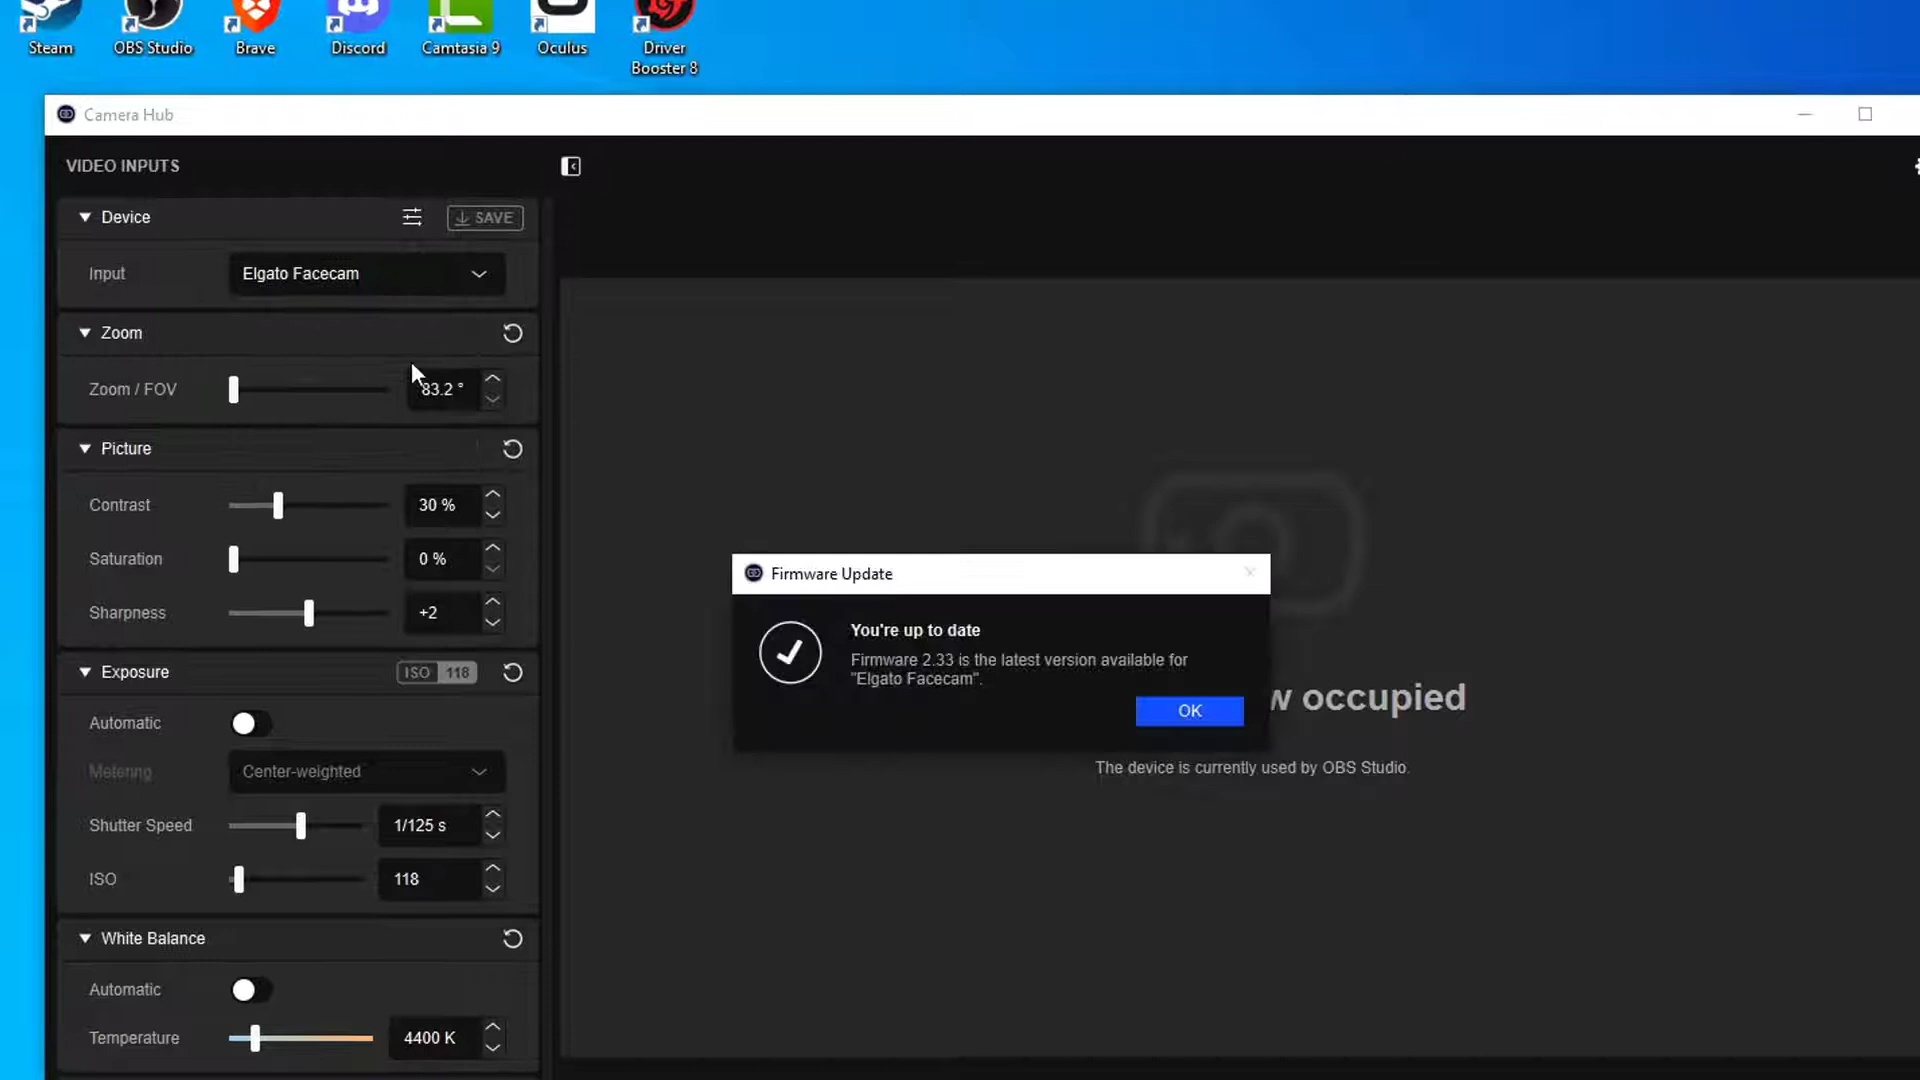 Steam
OBS Studio
Brave
Discord
Camtasia 9
Oculus
Driver
Booster 8
Camera Hub
VIDEO INPUTS
Device
SAVE
Input
Elgato Facecam
Zoom
Zoom / FOV
83.2 °
Picture
Contrast
30 %
Saturation
0 %
Sharpness
+2
Exposure
ISO 118
Automatic
Metering
Center-weighted
Shutter Speed
1/125 s
ISO
118
White Balance
Automatic
Temperature
4400 K
Firmware Update
You're up to date
Firmware 2.33 is the latest version available for
"Elgato Facecam".
OK
w occupied
The device is currently used by OBS Studio.